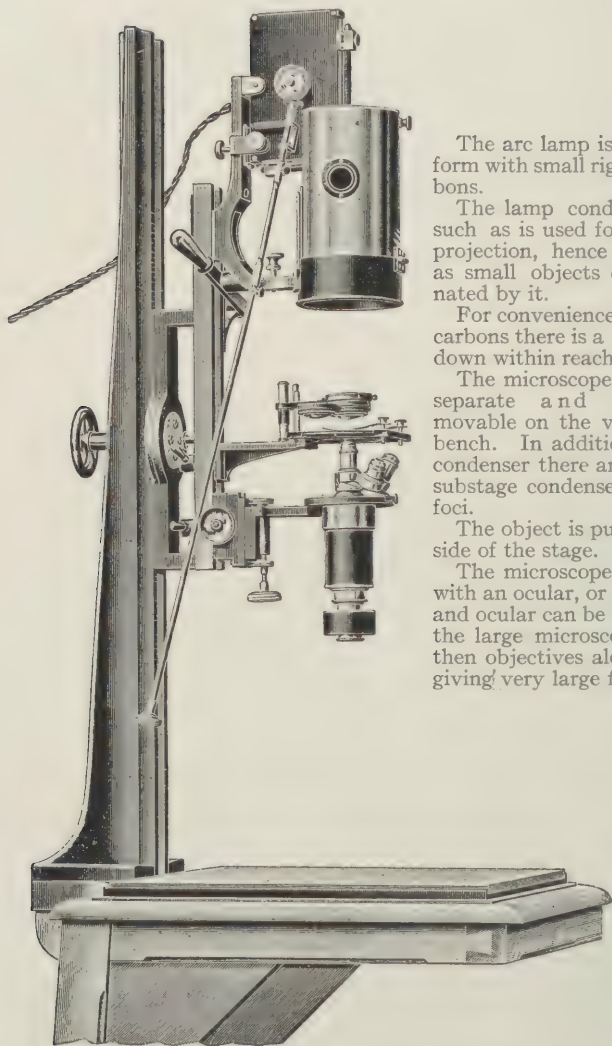 The arc lamp is
form with small rig
bons.
The lamp cond
such as is used fo
projection, hence
as small objects
nated by it.
For convenience
carbons there is a
down within reach
The microscope
separate and
movable on the v
bench. In additio
condenser there ar
substage condense
foci.
The object is pu
side of the stage.
The microscope
with an ocular, or
and ocular can be
the large microsco
then objectives alo
giving very large f